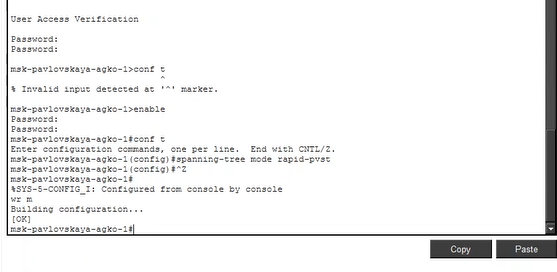 User Access Verification
Password:
Password:
msk-pavlovskaya-agko-1>conf t
^
% Invalid input detected at '^' marker.
msk-pavlovskaya-agko-1>enable
Password:
Password:
msk-pavlovskaya-agko-1#conf t
Enter configuration commands, one per line.  End with CNTL/Z.
msk-pavlovskaya-agko-1(config)#spanning-tree mode rapid-pvst
msk-pavlovskaya-agko-1(config)#^Z
msk-pavlovskaya-agko-1#
%SYS-5-CONFIG_I: Configured from console by console
wr m
Building configuration...
[OK]
msk-pavlovskaya-agko-1#
Copy Paste